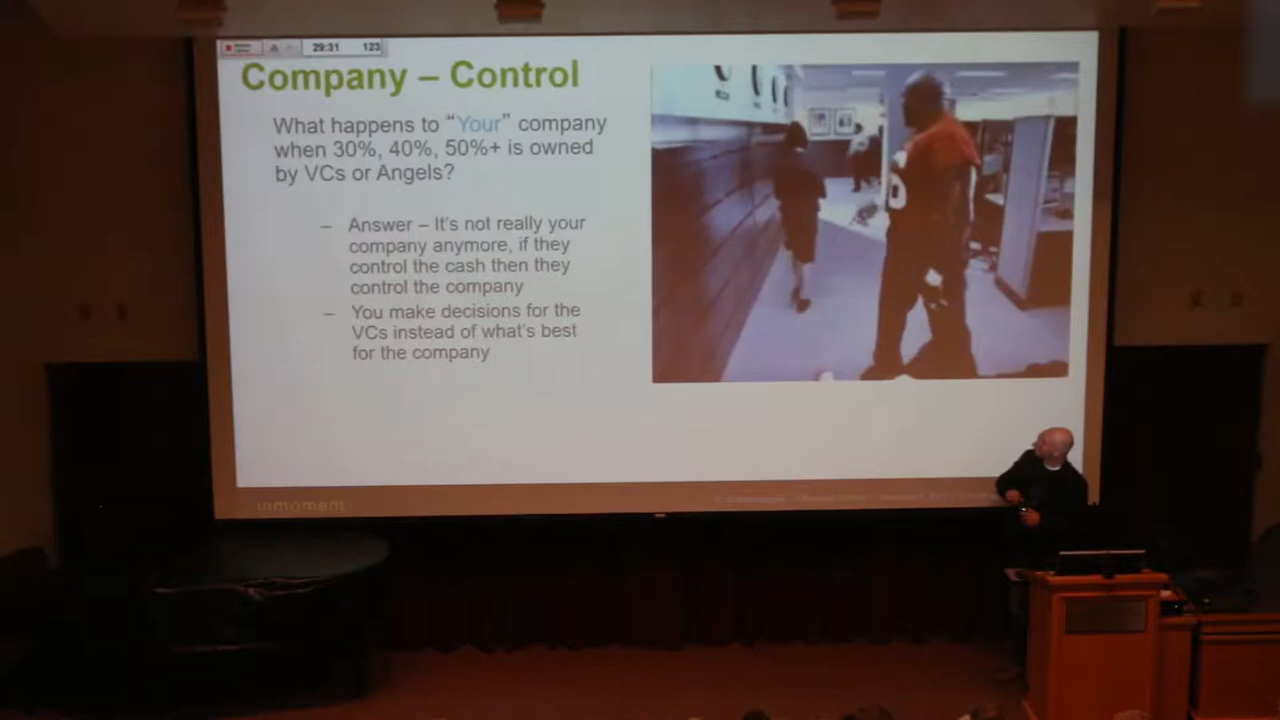 29:31 123
Company – Control
What happens to “Your” company
when 30%, 40%, 50%+ is owned
by VCs or Angels?
– Answer – It's not really your
company anymore, if they
control the cash then they
control the company
– You make decisions for the
VCs instead of what's best
for the company
inmoment